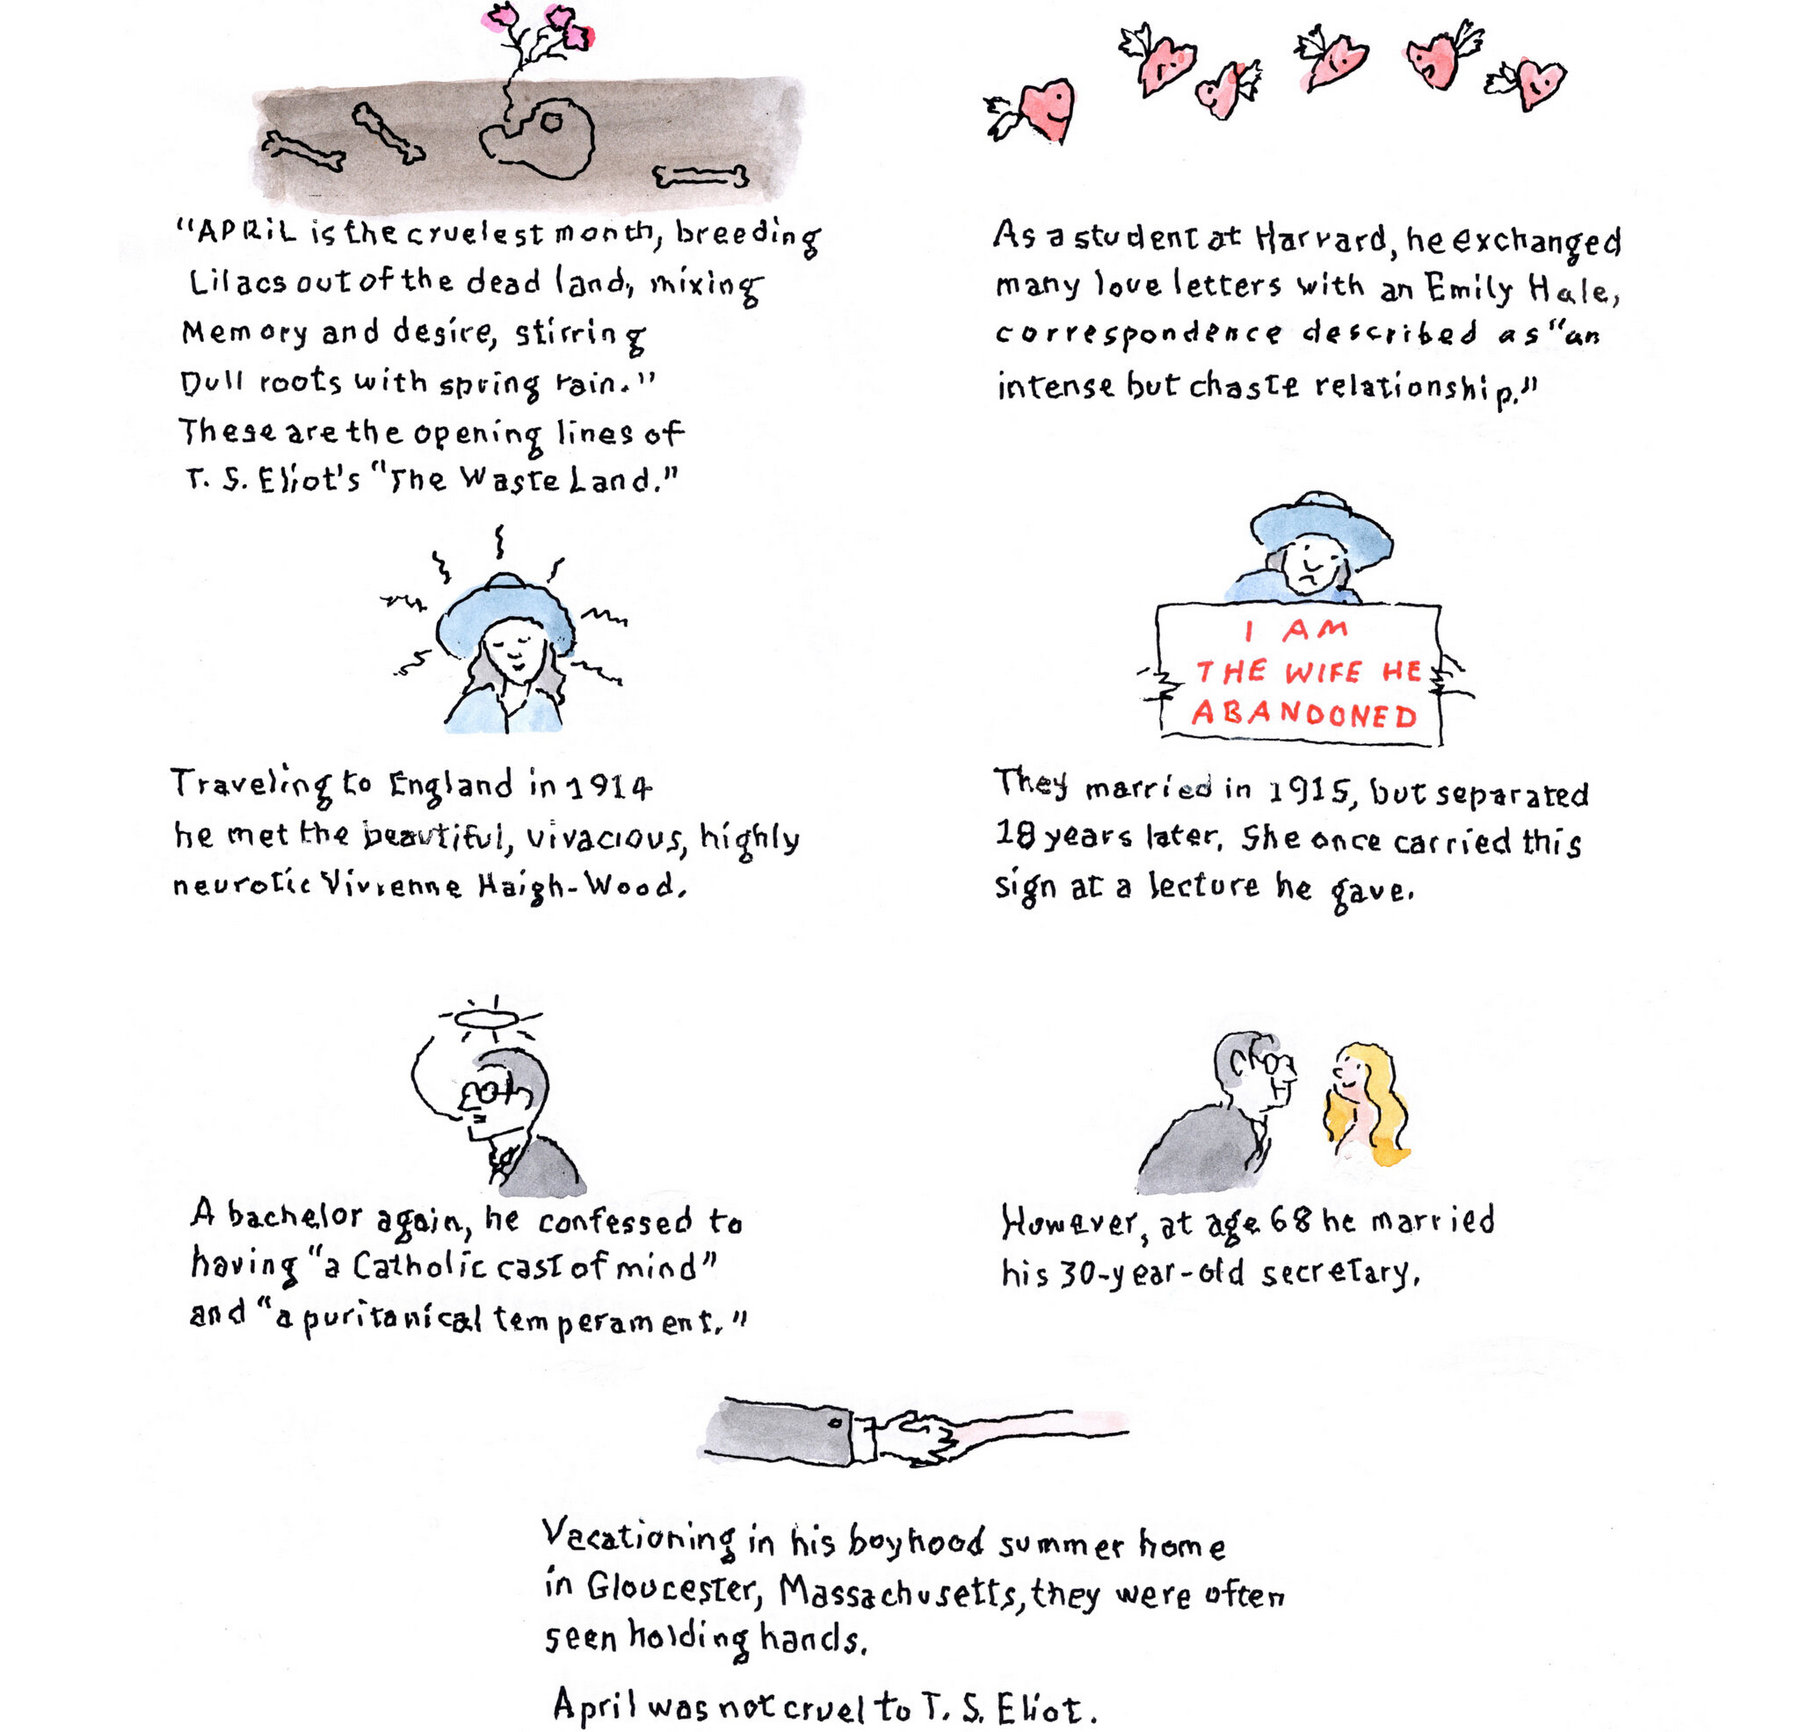 “APRiL is the cruelest month, breeding
Lilacs out of the dead land, mixing
Memory and desire, stirring
Dull roots with spring rain.”
These are the opening lines of
T. S. Eliot's “The Waste Land.”
As a student at Harvard, he exchanged
many love letters with an Emily Hale,
correspondence described as “an
intense but chaste relationship.”
Traveling to England in 1914
he met the beautiful, vivacious, highly
neurotic Vivienne Haigh-Wood.
I AM
THE WIFE HE
ABANDONED
They married in 1915, but separated
18 years later. She once carried this
sign at a lecture he gave.
A bachelor again, he confessed to
having “a Catholic cast of mind”
and “a puritanical temperament.”
However, at age 68 he married
his 30-year-old secretary.
Vacationing in his boyhood summer home
in Gloucester, Massachusetts, they were often
seen holding hands.
April was not cruel to T. S. Eliot.